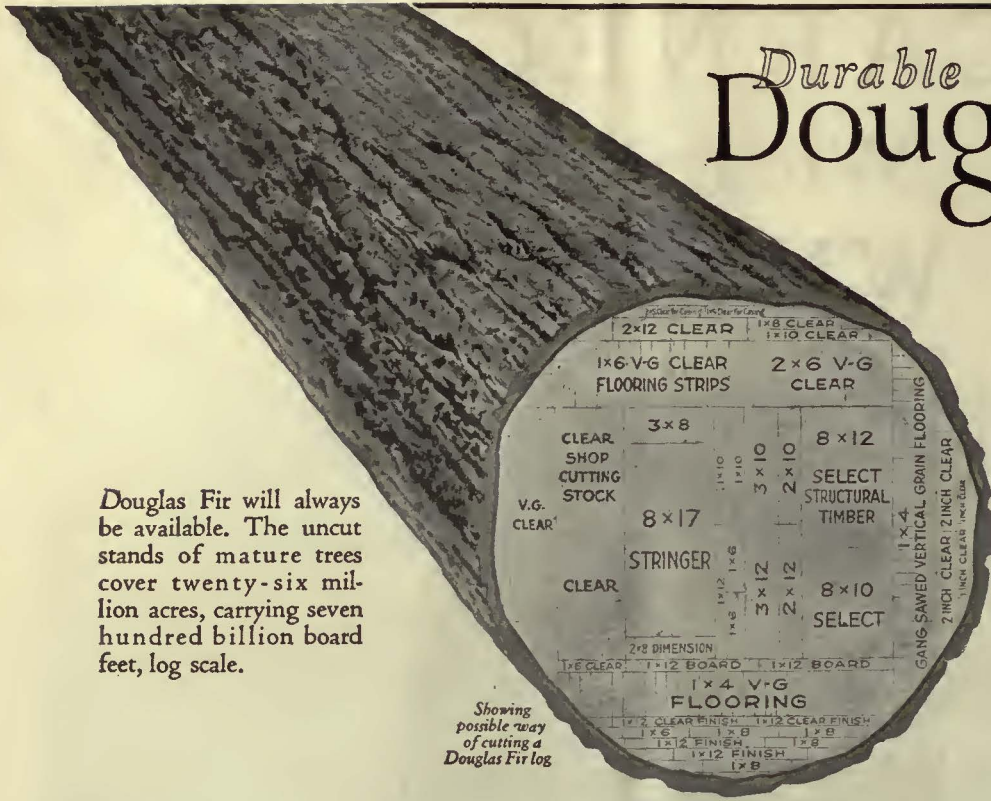 Durable
Doug
2×12 CLEAR
1×8 CLEAR
1×10 CLEAR
1×6 V-G CLEAR
FLOORING STRIPS
2×6 V-G
CLEAR
3×8
CLEAR
SHOP
CUTTING
STOCK
V.G.
CLEAR
8×17
STRINGER
CLEAR
1×10
1×10
3×10
2×10
8×12
SELECT
STRUCTURAL
TIMBER
1×12
1×6
1×6
3×12
2×12
8×10
SELECT
1×4
GANG SAWED VERTICAL GRAIN FLOORING
2 INCH CLEAR 2 INCH CLEAR
1 INCH CLEAR 1 INCH CLEAR
2×8 DIMENSION
1×6 CLEAR 1×12 BOARD 1×12 BOARD
1×4 V-G
FLOORING
1×12 CLEAR FINISH 1×12 CLEAR FINISH
1×6 1×8 1×8
1×12 FINISH 1×8
1×12 FINISH
1×8
Douglas Fir will always
be available. The uncut
stands of mature trees
cover twenty-six mil-
lion acres, carrying seven
hundred billion board
feet, log scale.
Showing
possible way
of cutting a
Douglas Fir log